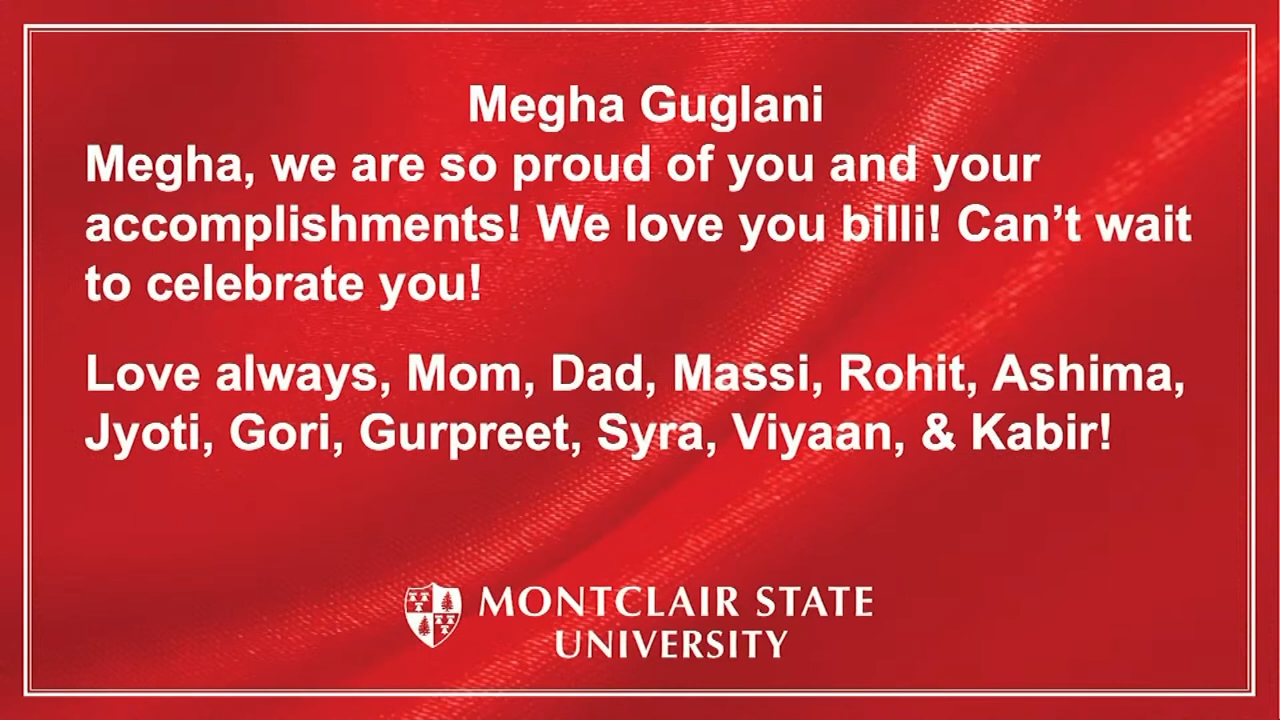 Megha Guglani
Megha, we are so proud of you and your
accomplishments! We love you billi! Can’t wait
to celebrate you!
Love always, Mom, Dad, Massi, Rohit, Ashima,
Jyoti, Gori, Gurpreet, Syra, Viyaan, & Kabir!
MONTCLAIR STATE
UNIVERSITY